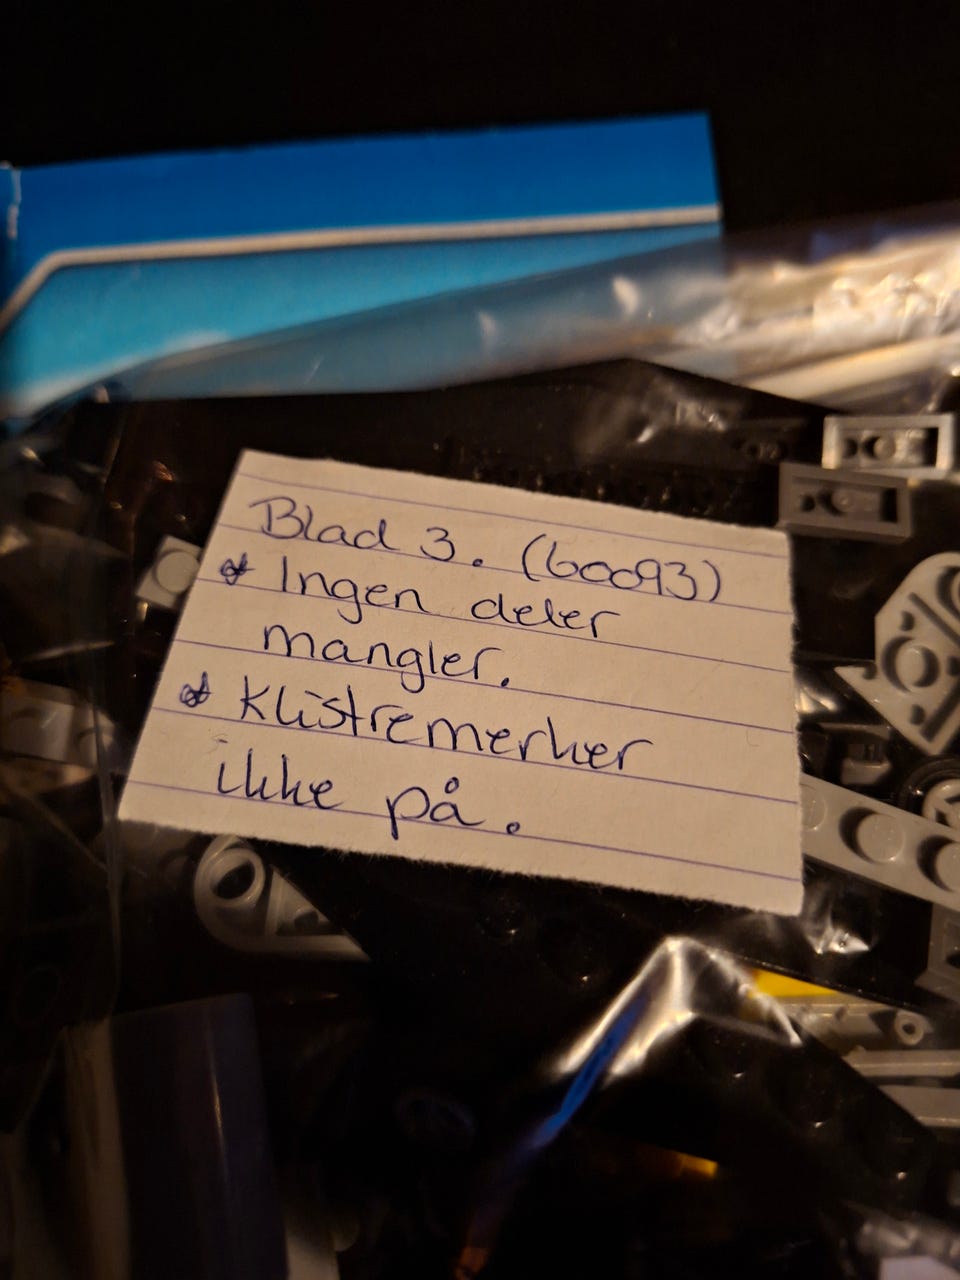 Blad 3. (60093)
* Ingen deler
mangler.
* Klistremerker
ikke på.